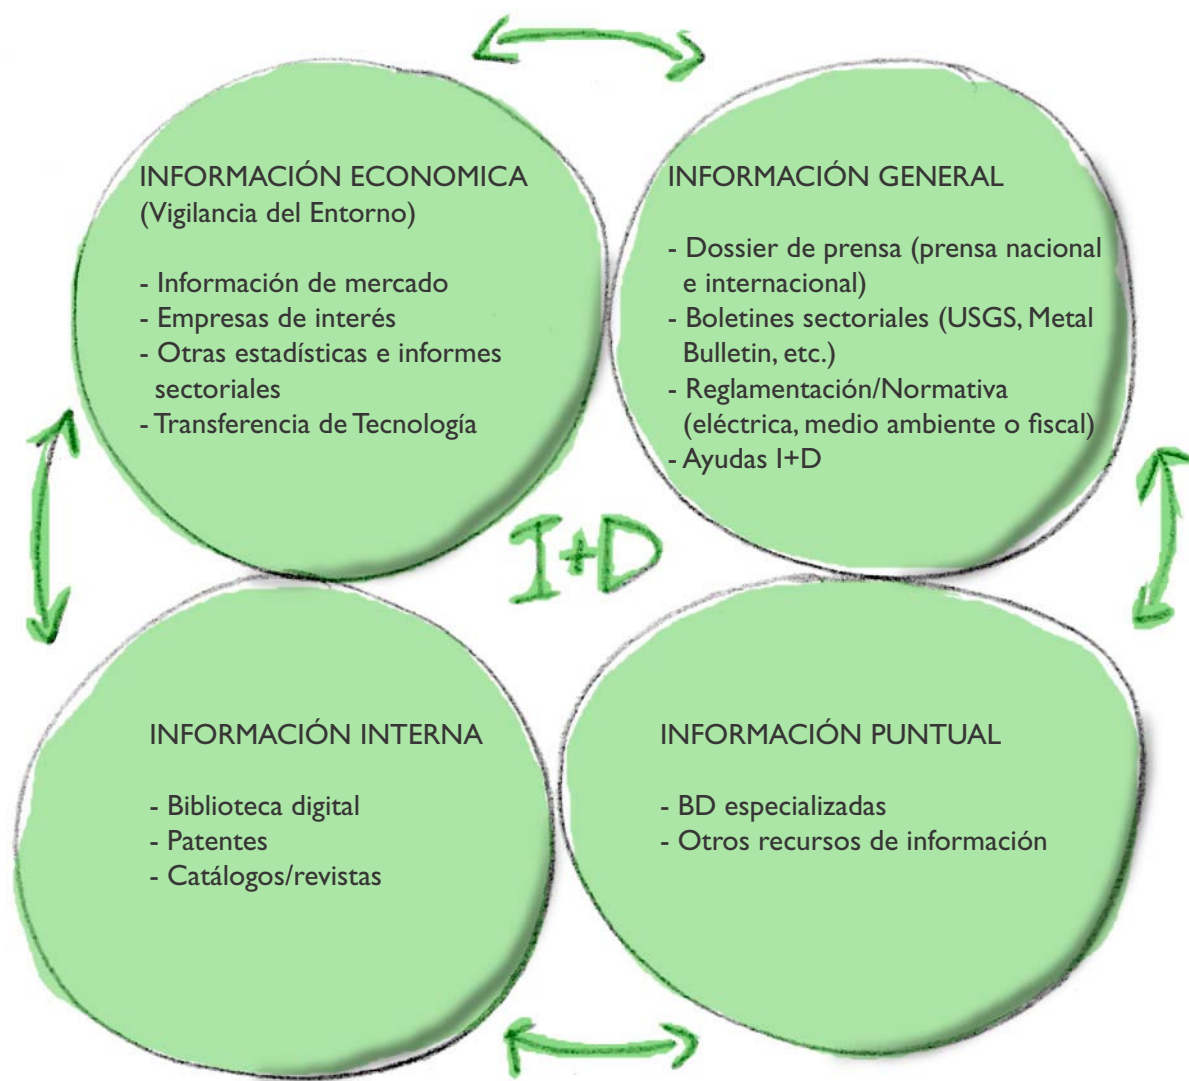 INFORMACIÓN ECONOMICA
(Vigilancia del Entorno)
- Información de mercado
- Empresas de interés
- Otras estadísticas e informes
sectoriales
- Transferencia de Tecnología
INFORMACIÓN GENERAL
- Dossier de prensa (prensa nacional
e internacional)
- Boletines sectoriales (USGS, Metal
Bulletin, etc.)
- Reglamentación/Normativa
(eléctrica, medio ambiente o fiscal)
- Ayudas I+D
I+D
INFORMACIÓN INTERNA
- Biblioteca digital
- Patentes
- Catálogos/revistas
INFORMACIÓN PUNTUAL
- BD especializadas
- Otros recursos de información